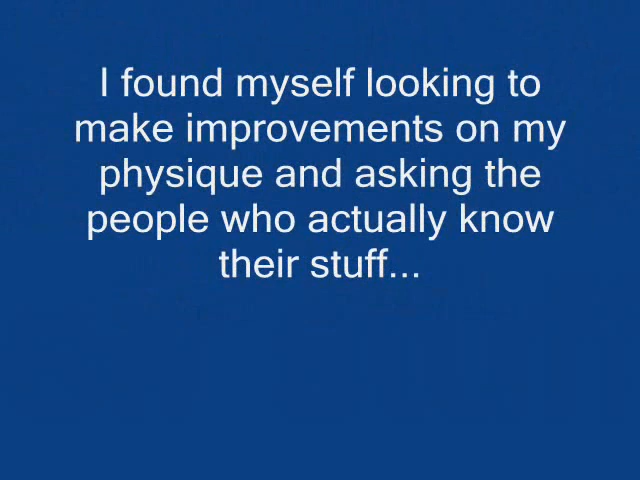 I found myself looking to
make improvements on my
physique and asking the
people who actually know
their stuff...